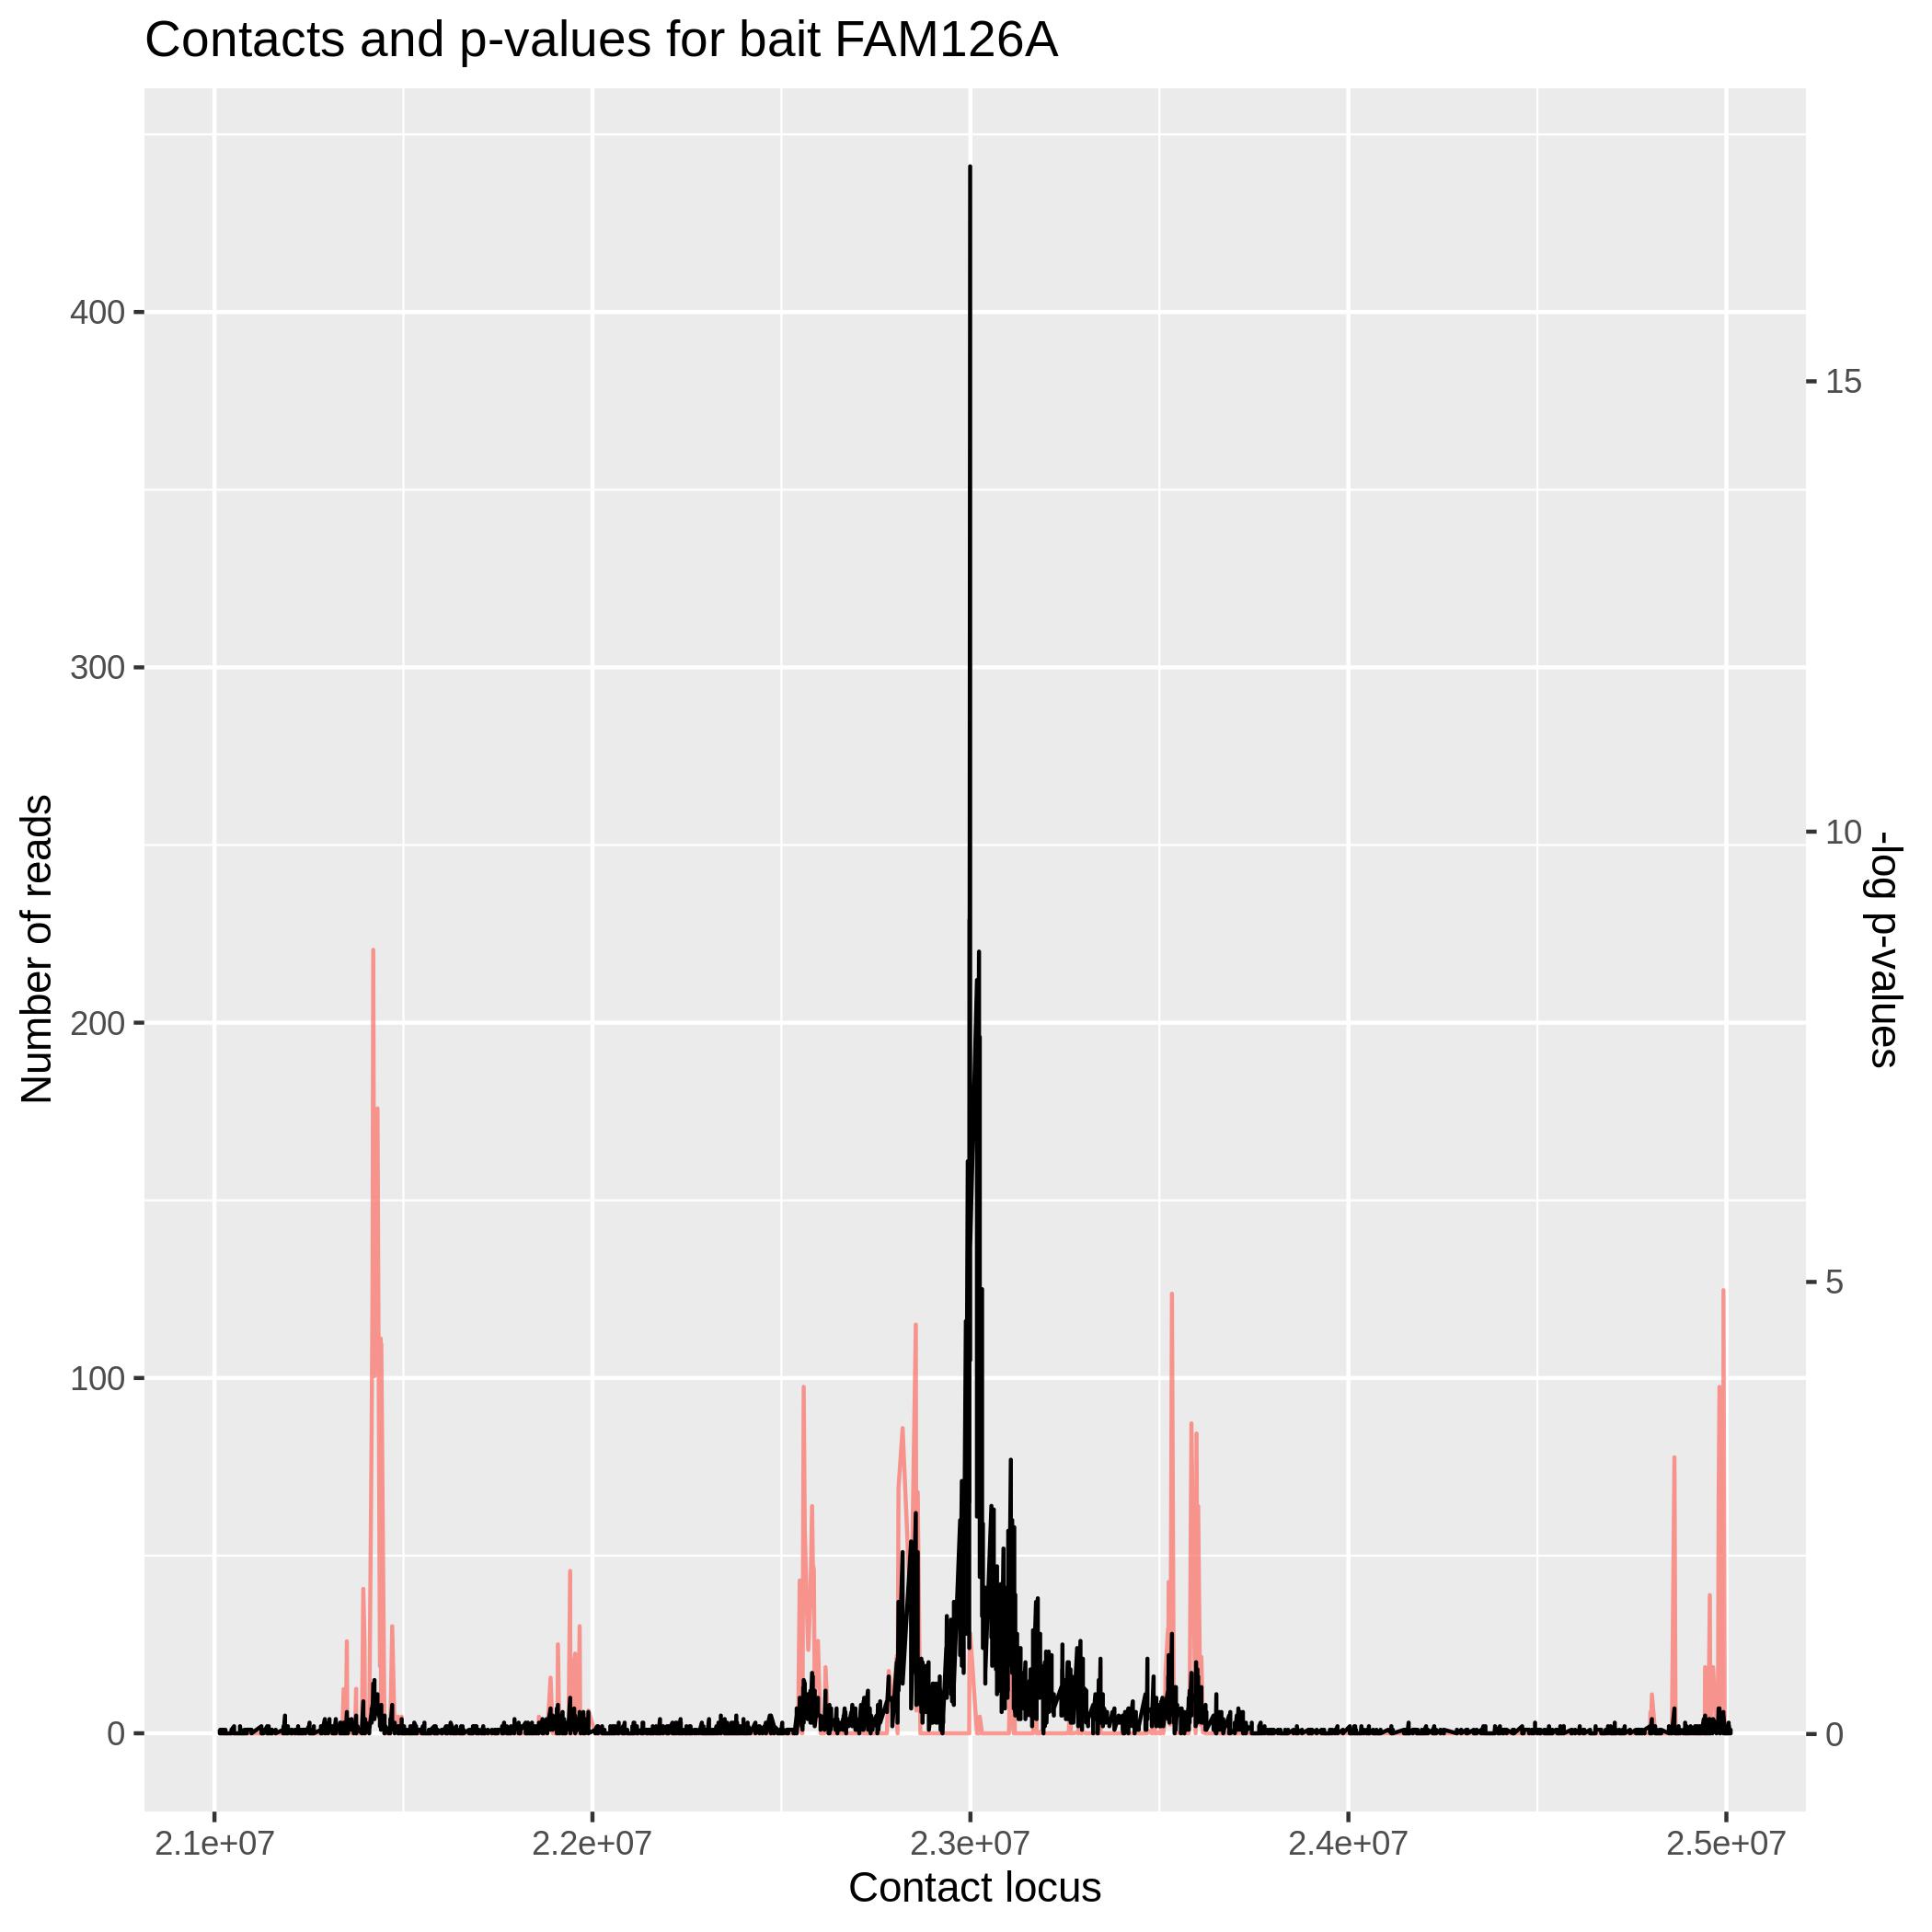 Contacts and p-values for bait FAM126A
Number of reads
400
300
200
100
0
15
10
5
0
-log p-values
2.1e+07
2.2e+07
2.3e+07
2.4e+07
2.5e+07
Contact locus